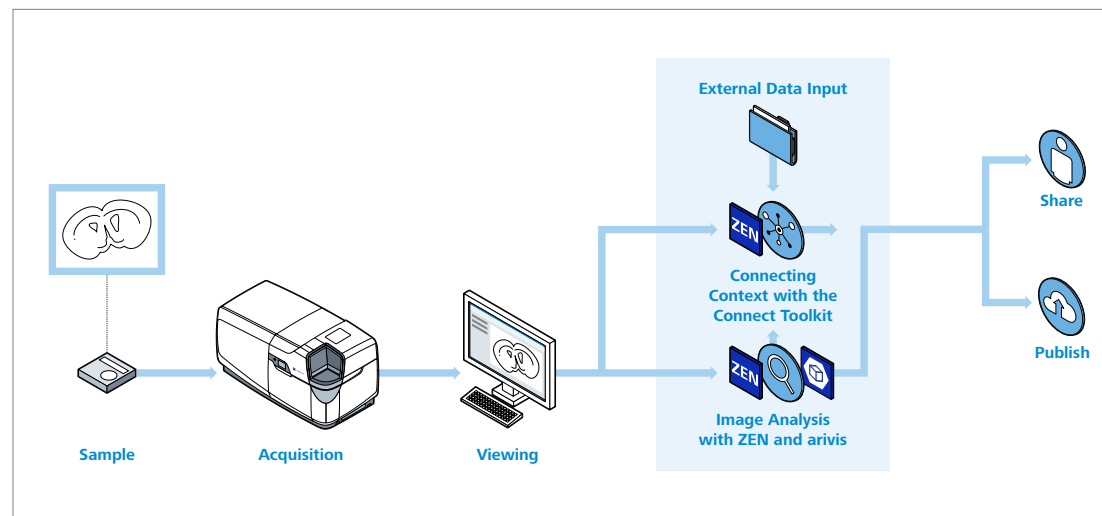 External Data Input
ZEN
Connecting
Context with the
Connect Toolkit
ZEN
Image Analysis
with ZEN and arivis
Sample
Acquisition
Viewing
Share
Publish